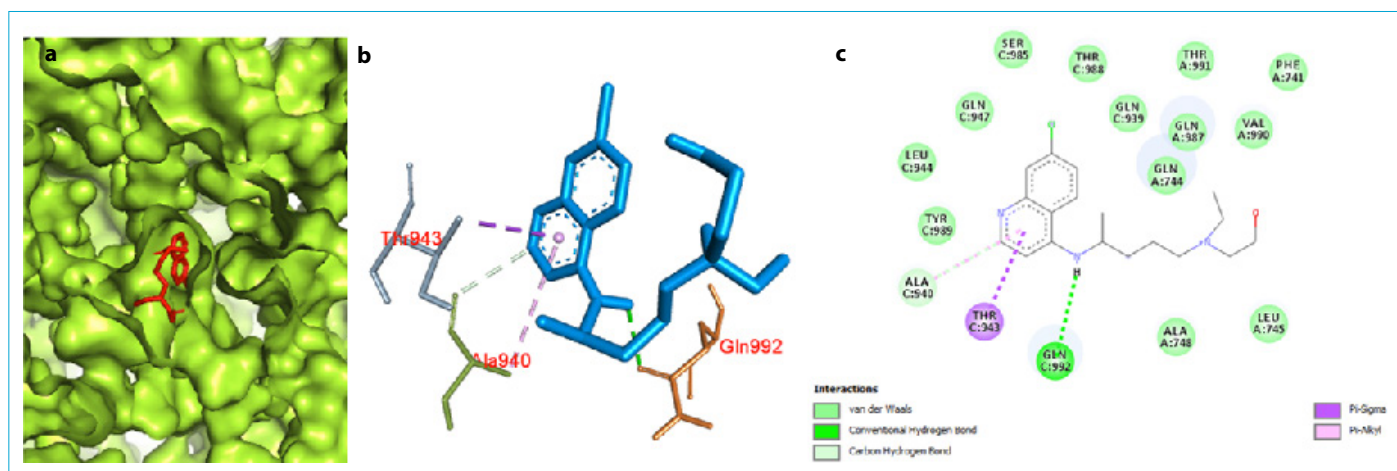 a
b
c
Thr943
Ala940
Gln992
SER
C:985
THR
C:988
THR
A:991
PHE
A:741
GLN
C:947
GLN
C:939
GLN
A:987
VAL
A:990
LEU
C:944
GLN
A:744
TYR
C:989
ALA
C:940
THR
C:943
GLN
C:992
ALA
A:748
LEU
A:745
Cl
N
N
H
N
O
Interactions
van der Waals
Conventional Hydrogen Bond
Carbon Hydrogen Bond
Pi-Sigma
Pi-Alkyl